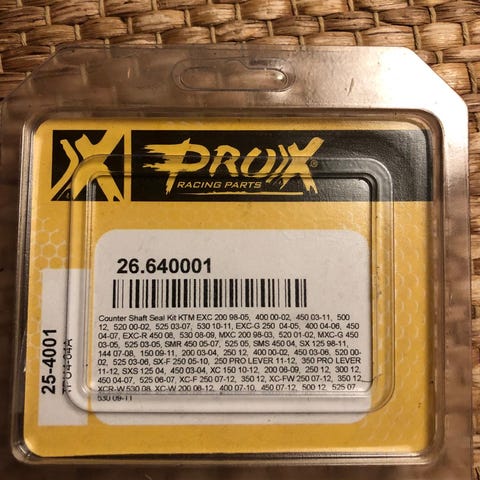 PROX®
RACING PARTS
26.640001
Counter Shaft Seal Kit KTM EXC 200 98-05, 400 00-02, 450 03-11, 500
12, 520 00-02, 525 03-07, 530 10-11, EXC-G 250 04-05, 400 04-06, 450
04-07, EXC-R 450 08, 530 08-09, MXC 200 98-03, 520 01-02, MXC-G 450
03-05, 525 03-05, SMR 450 05-07, 525 05, SMS 450 04, SX 125 98-11,
144 07-08, 150 09-11, 200 03-04, 250 12, 400 00-02, 450 03-06, 520 00-02,
525 03-06, SX-F 250 05-10, 250 PRO LEVER 11-12, 350 PRO LEVER
11-12, SXS 125 04, XC 150 10-12, 200 06-09, 250 12, 300 12,
450 04-07, 525 06-07, XC-F 250 07-12, 350 12, XC-FW 250 07-12,
XCR-W 530 08, XC-W 200 06-12, 400 07-10, 450 07-12, 500 12, 525 07
530 09-11
25-4001